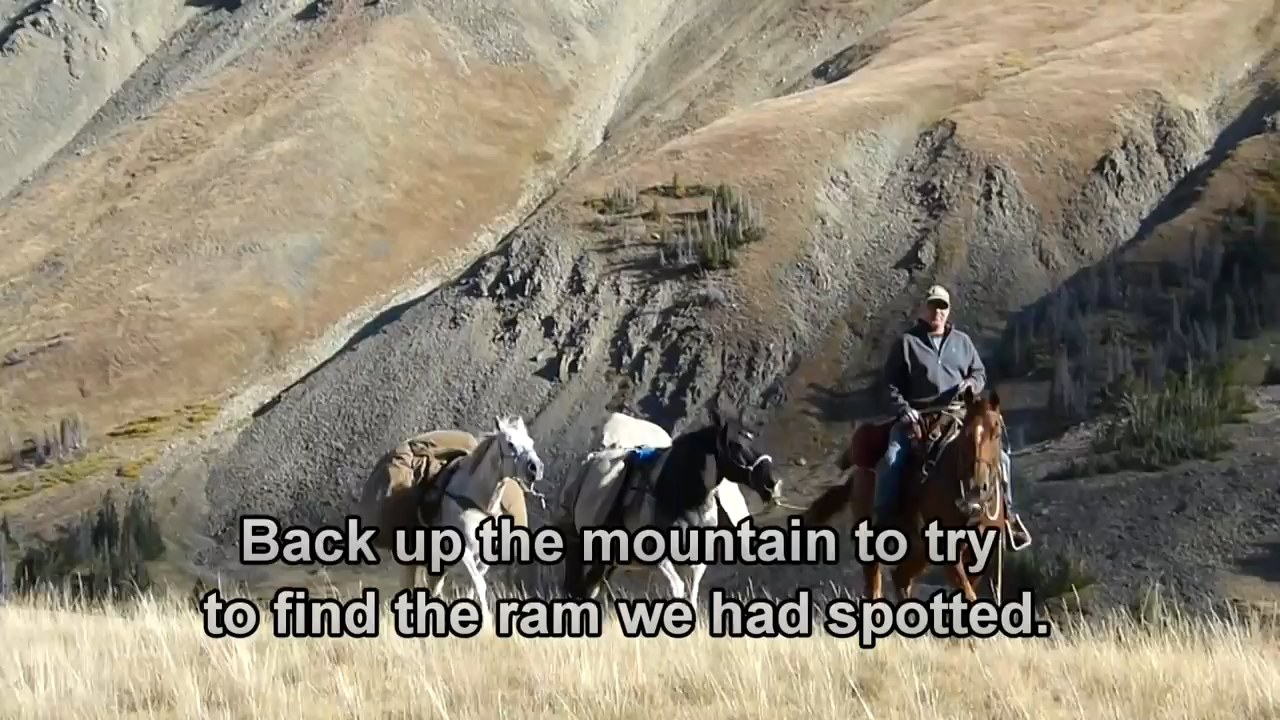 Back up the mountain to try
to find the ram we had spotted.